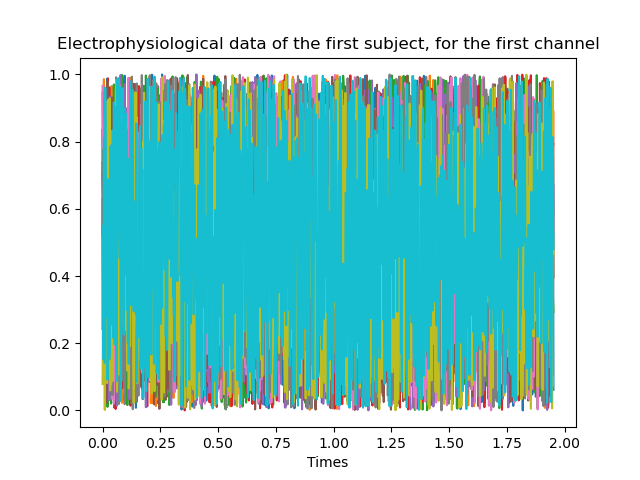 Electrophysiological data of the first subject, for the first channel
1.0
0.8
0.6
0.4
0.2
0.0
0.00 0.25 0.50 0.75 1.00 1.25 1.50 1.75 2.00
Times